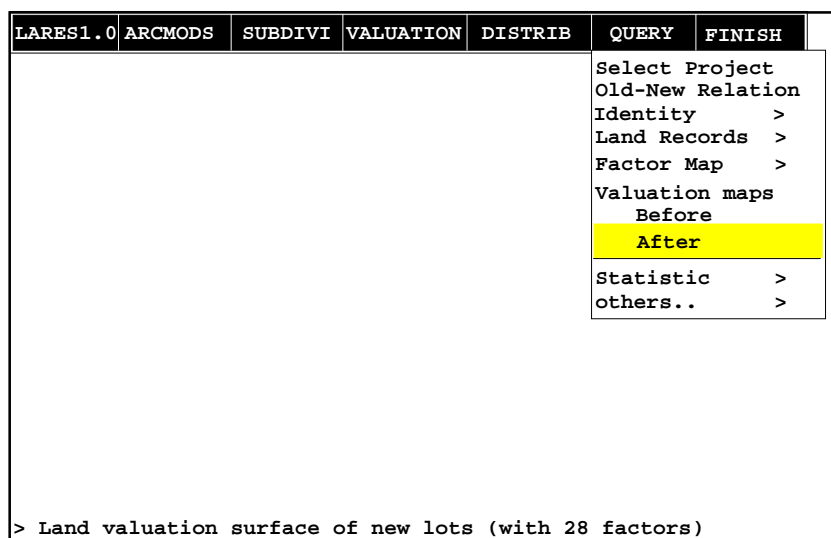 LARES1.0 ARCMODS SUBDIVI VALUATION DISTRIB QUERY FINISH
Select Project
Old-New Relation
Identity >
Land Records >
Factor Map >
Valuation maps
Before
After
Statistic >
others.. >
> Land valuation surface of new lots (with 28 factors)